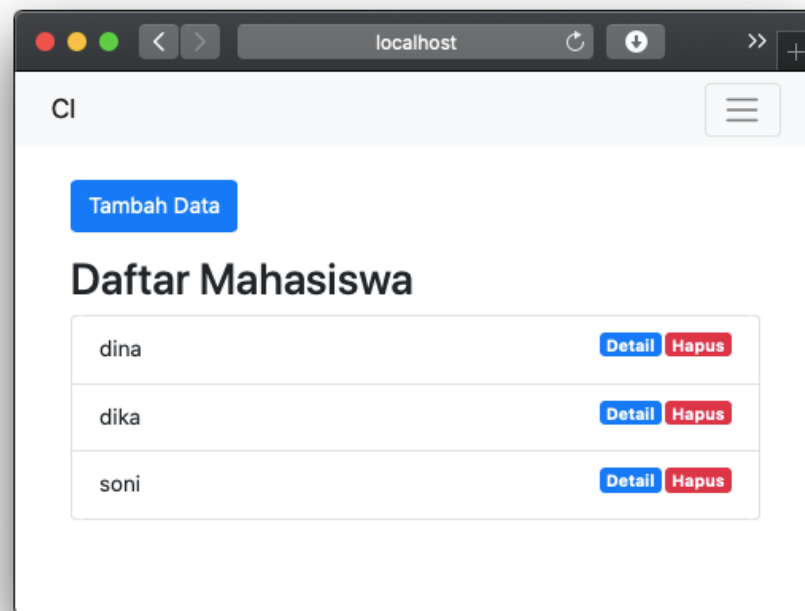 localhost
CI
Tambah Data
Daftar Mahasiswa
dina Detail Hapus
dika Detail Hapus
soni Detail Hapus